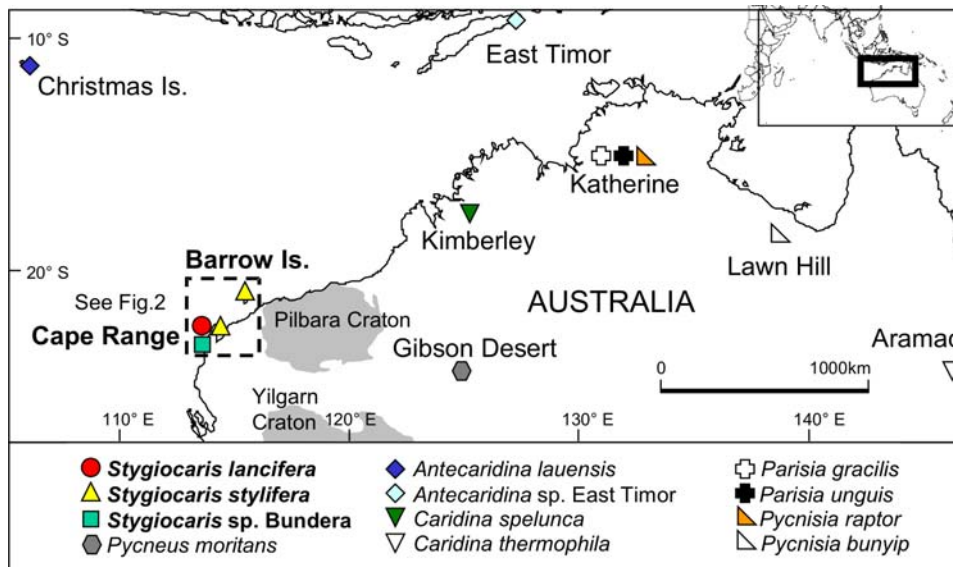 10° S
East Timor
Christmas Is.
Katherine
Kimberley
Lawn Hill
Barrow Is.
20° S
See Fig.2
AUSTRALIA
Pilbara Craton
Cape Range
Gibson Desert
Aramac
0 1000km
Yilgarn
Craton
110° E 120° E 130° E 140° E
Stygiocaris lancifera
Stygiocaris stylifera
Stygiocaris sp. Bundera
Pycneus moritans
Antecaridina lauensis
Antecaridina sp. East Timor
Caridina spelunca
Caridina thermophila
Parisia gracilis
Parisia unguis
Pycnisia raptor
Pycnisia bunyip